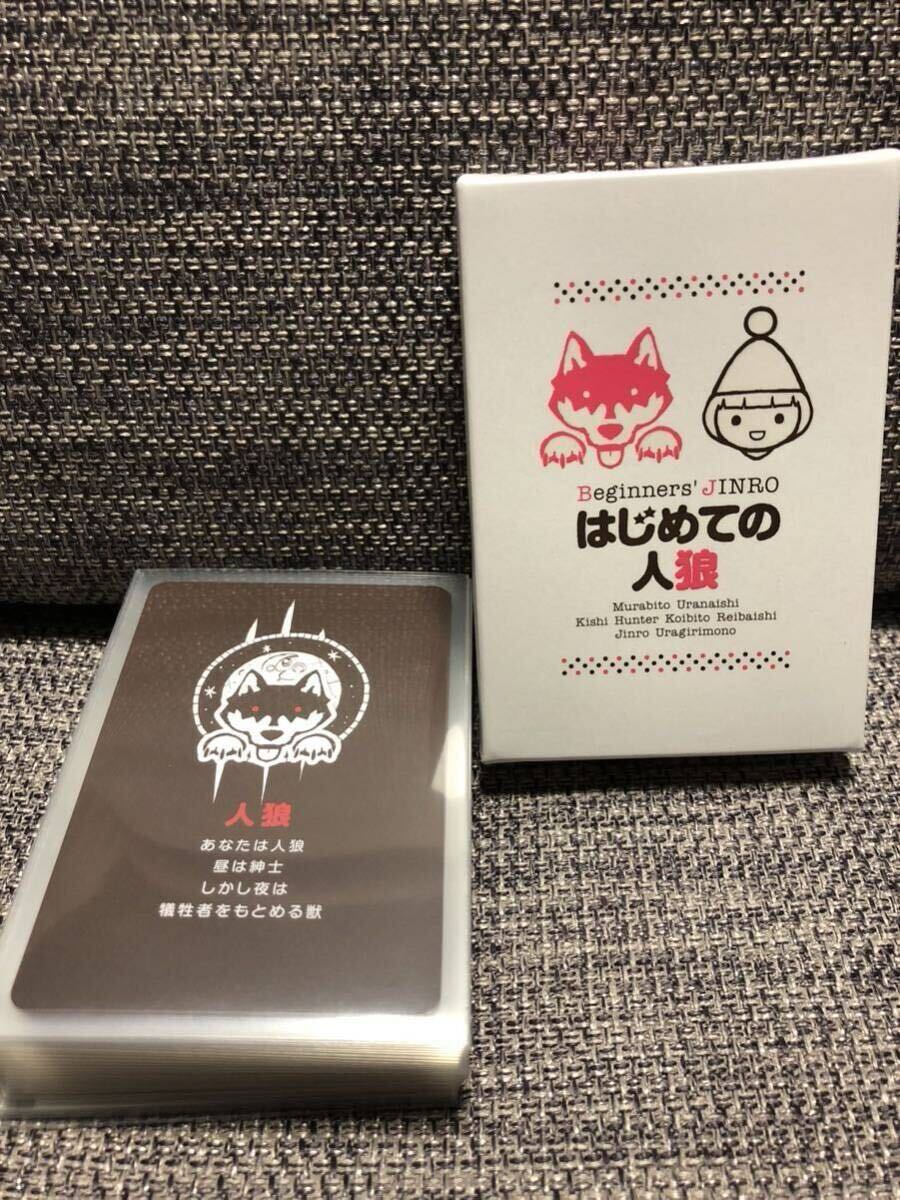 Beginners' JINRO
はじめての
人狼
Murabito Uranaishi
Kishi Hunter Koibito Reibaishi
Jinro Uragirimono
人狼
あなたは人狼
昼は紳士
しかし夜は
犠牲者をもとめる獣